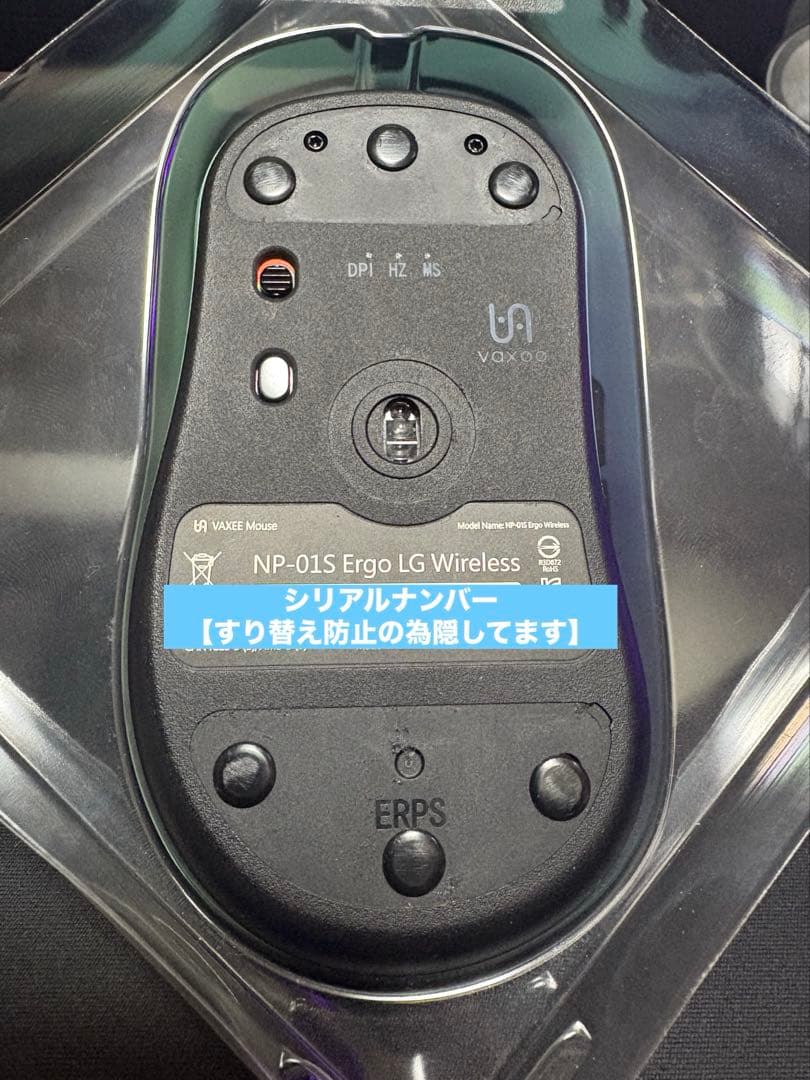 DPI HZ MS
vaxee
VAXEE Mouse
Model Name: NP-01S Ergo Wireless
NP-01S Ergo LG Wireless
R3D872
RoHS
シリアルナンバー
【すり替え防止の為隠してます】
ERPS